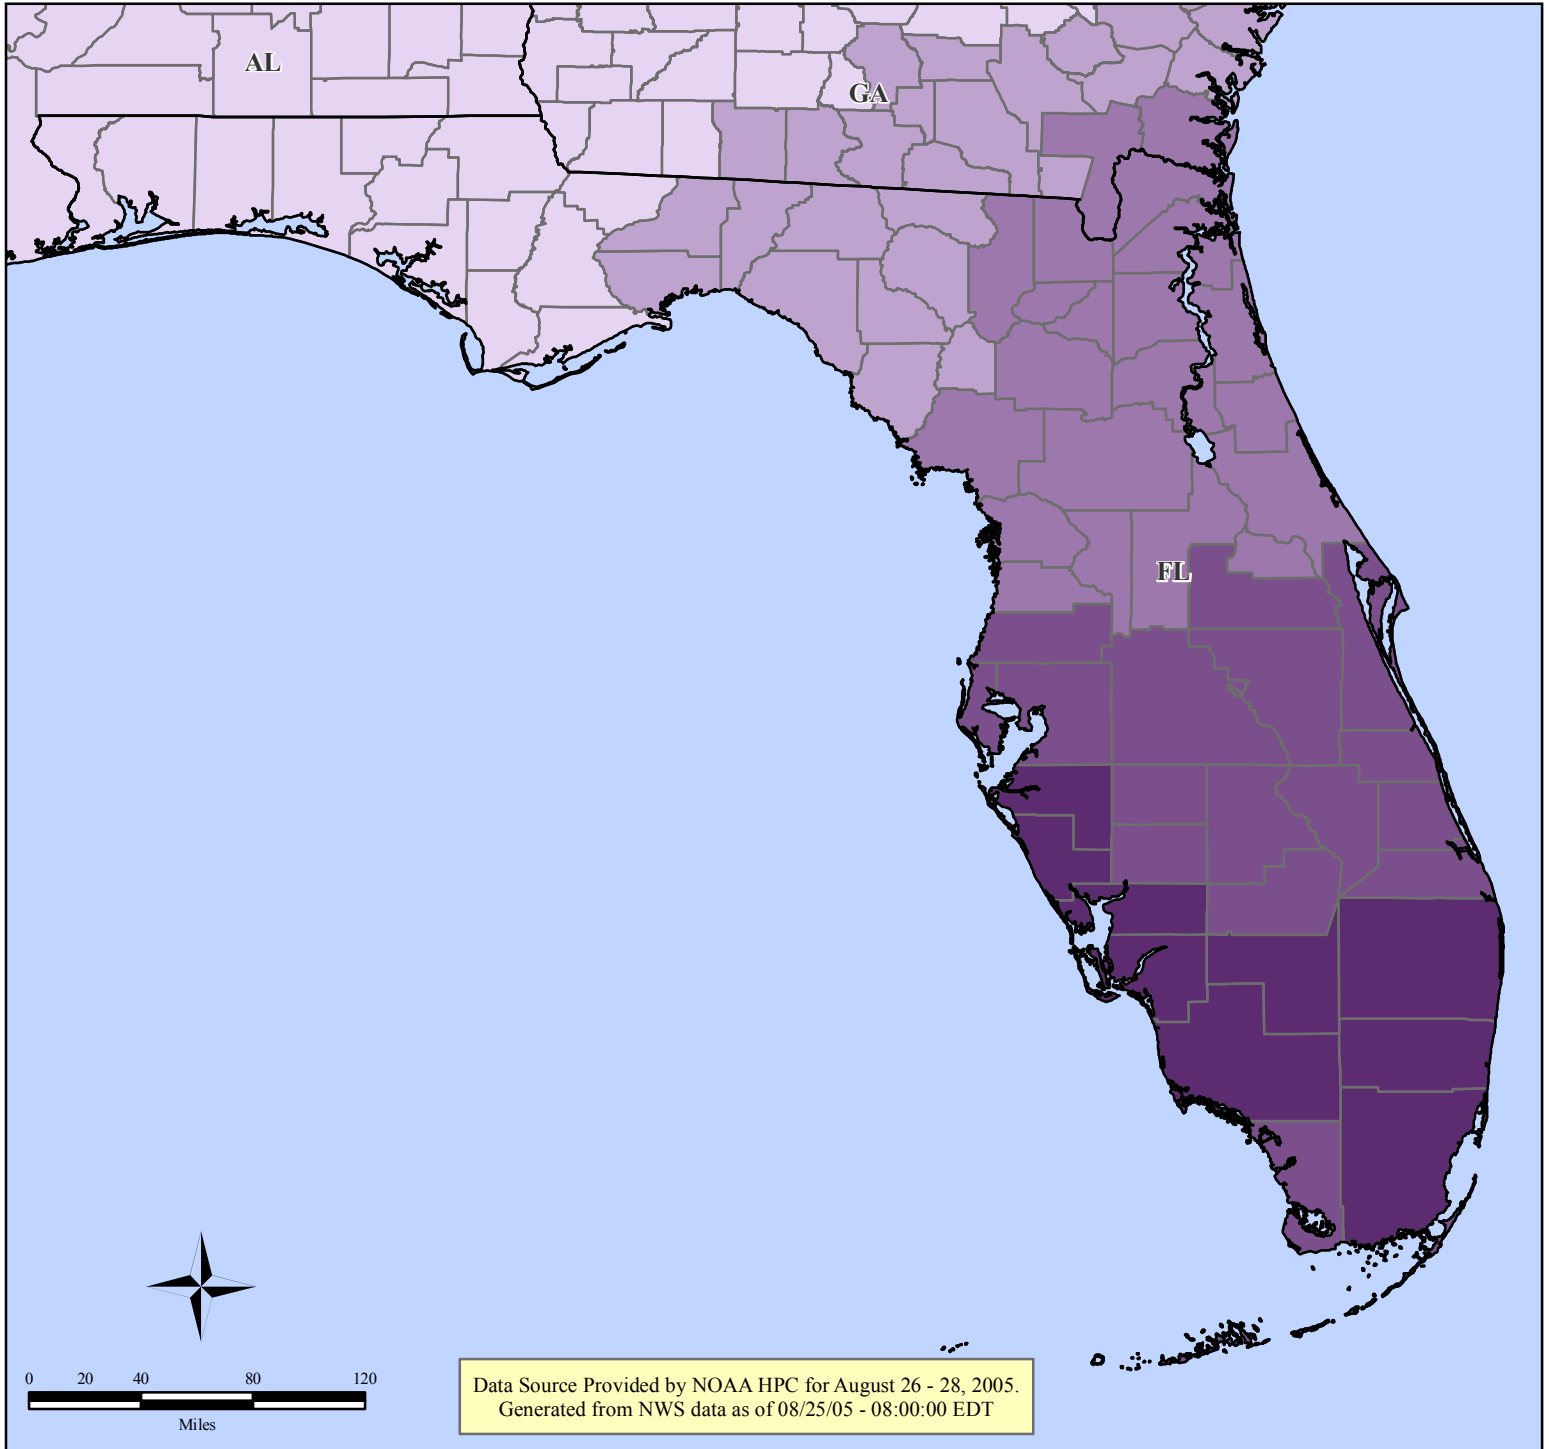 AL
GA
FL
0 20 40 80 120
Miles
Data Source Provided by NOAA HPC for August 26 - 28, 2005.
Generated from NWS data as of 08/25/05 - 08:00:00 EDT